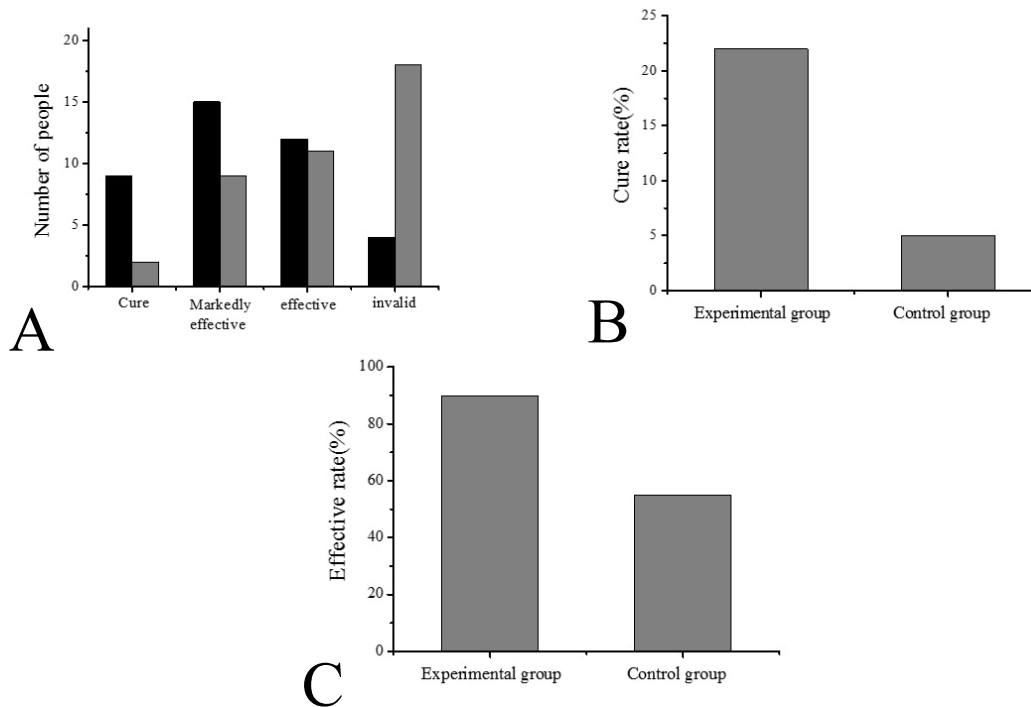 Number of people
20
15
10
5
0
Cure
Markedly
effective
effective
invalid
A
Cure rate(%)
25
20
15
10
5
0
Experimental group
Control group
B
Effective rate(%)
100
80
60
40
20
0
Experimental group
Control group
C